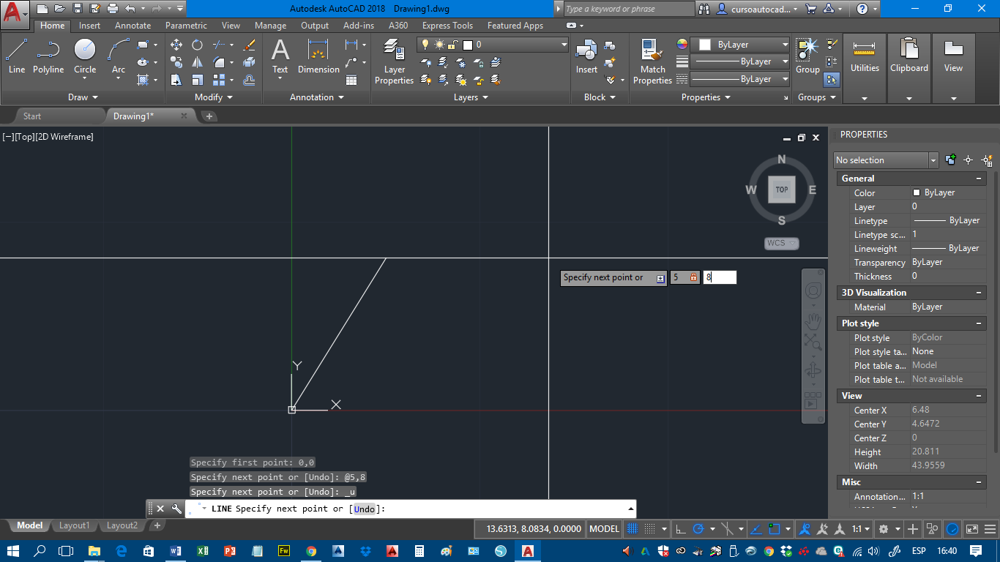 Autodesk AutoCAD 2018 Drawing1.dwg
Type a keyword or phrase
cursoautocad...
Home Insert Annotate Parametric View Manage Output Add-ins A360 Express Tools Featured Apps
Line Polyline Circle Arc
Draw
Modify
Text Dimension
Annotation
Layer Properties
0
Layers
Insert
Block
Match Properties
ByLayer
ByLayer
ByLayer
Properties
Group
Groups
Utilities
Clipboard
View
Start Drawing1*
[−][Top][2D Wireframe]
N
W TOP E
S
WCS
Specify next point or 5 8
Y
X
PROPERTIES
No selection
General
Color ByLayer
Layer 0
Linetype ByLayer
Linetype sc... 1
Lineweight ByLayer
Transparency ByLayer
Thickness 0
3D Visualization
Material ByLayer
Plot style
Plot style ByColor
Plot style ta... None
Plot table a... Model
Plot table t... Not available
View
Center X 6.48
Center Y 4.6472
Center Z 0
Height 20.811
Width 43.9559
Misc
Annotation... 1:1
Specify first point: 0,0
Specify next point or [Undo]: @5,8
Specify next point or [Undo]: _u
LINE Specify next point or [Undo]:
Model Layout1 Layout2
13.6313, 8.0834, 0.0000 MODEL 1:1
Fw
ESP 16:40